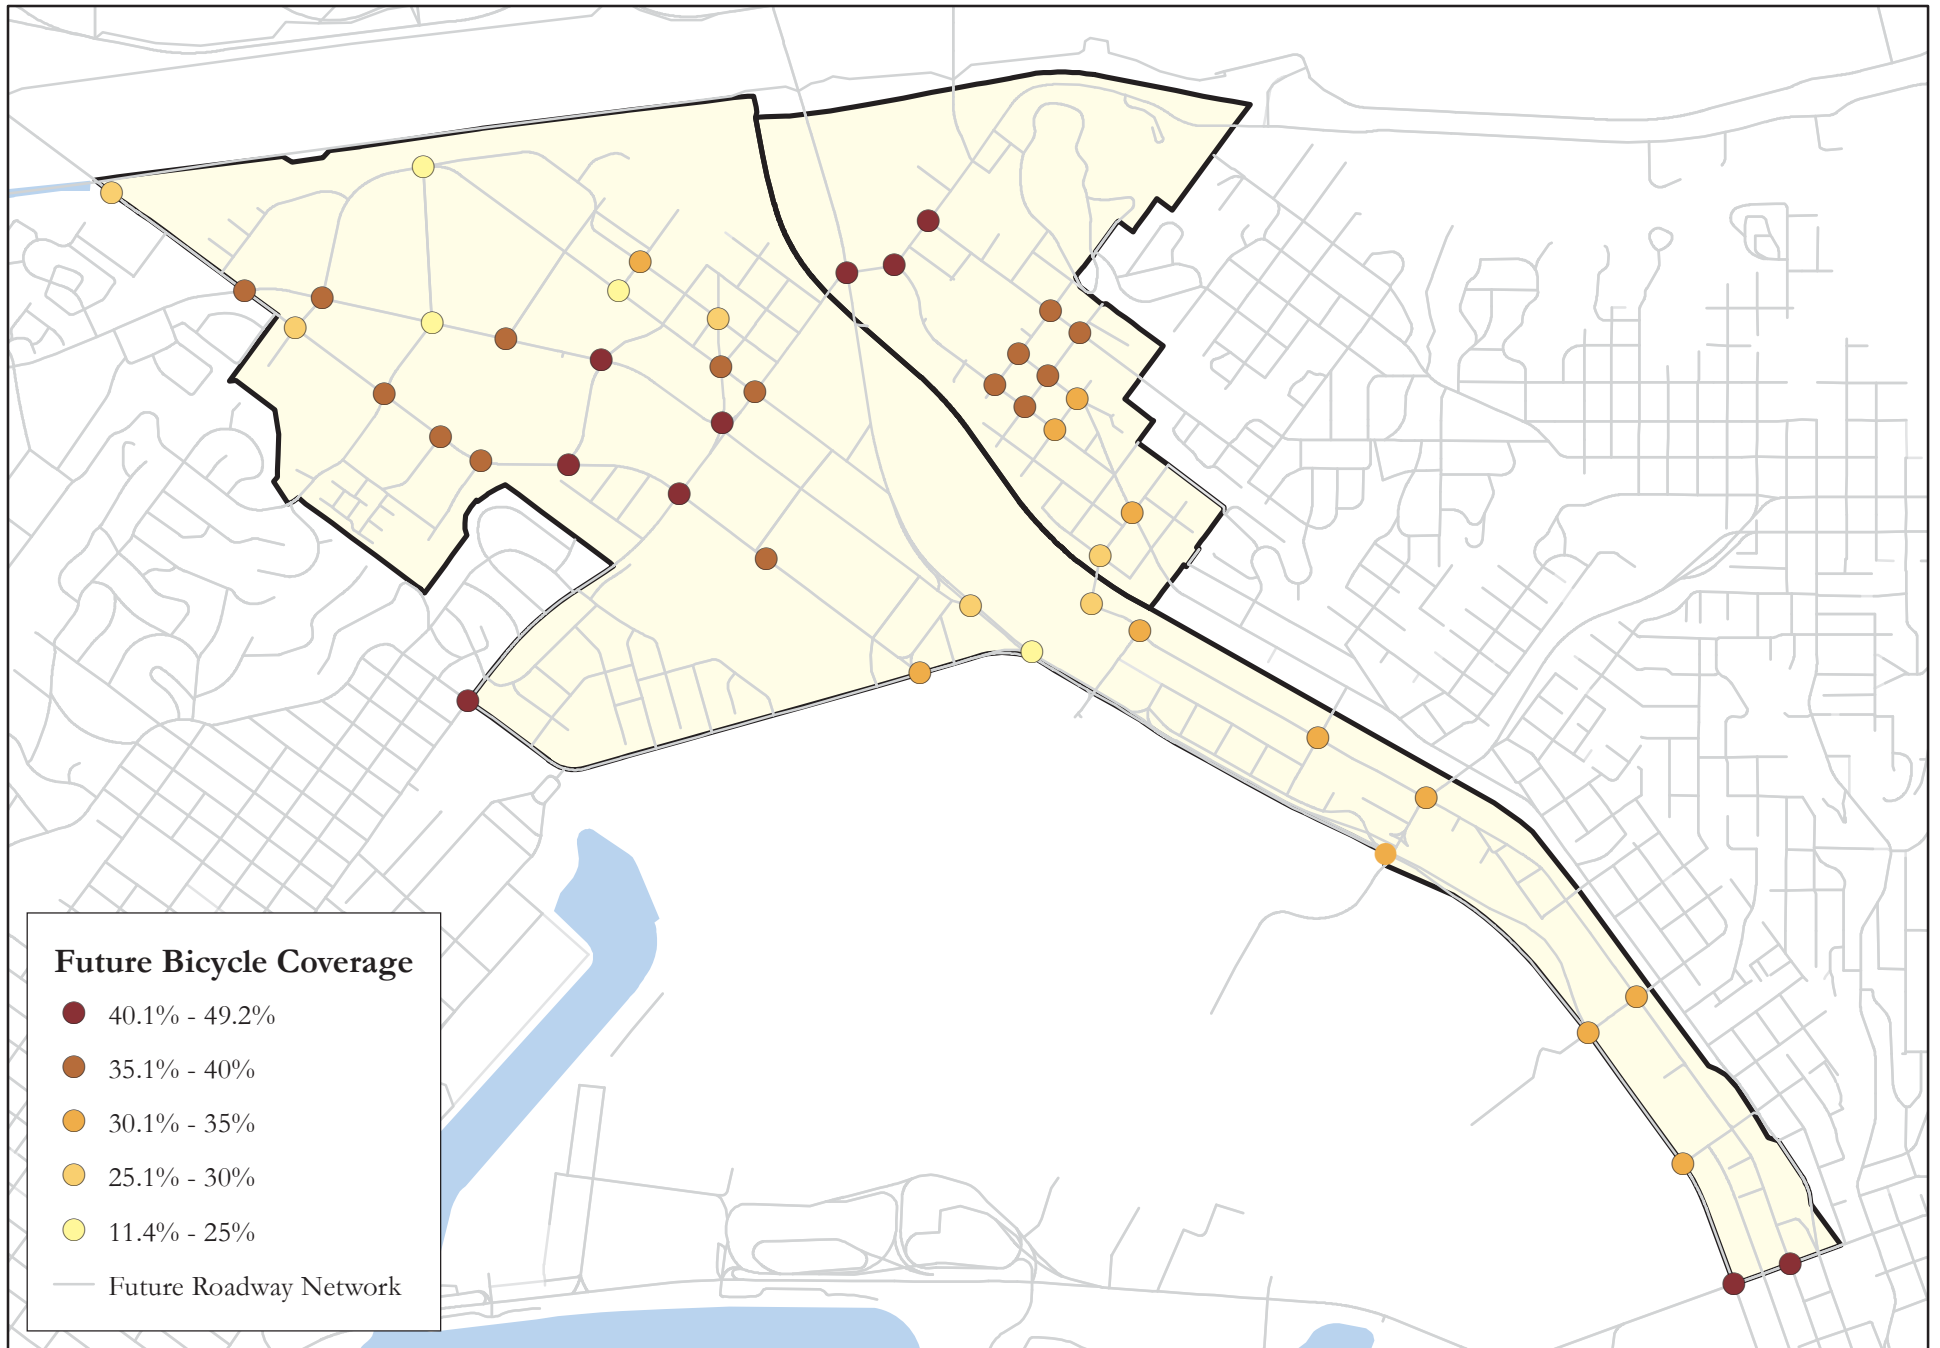 Future Bicycle Coverage
40.1% - 49.2%
35.1% - 40%
30.1% - 35%
25.1% - 30%
11.4% - 25%
Future Roadway Network